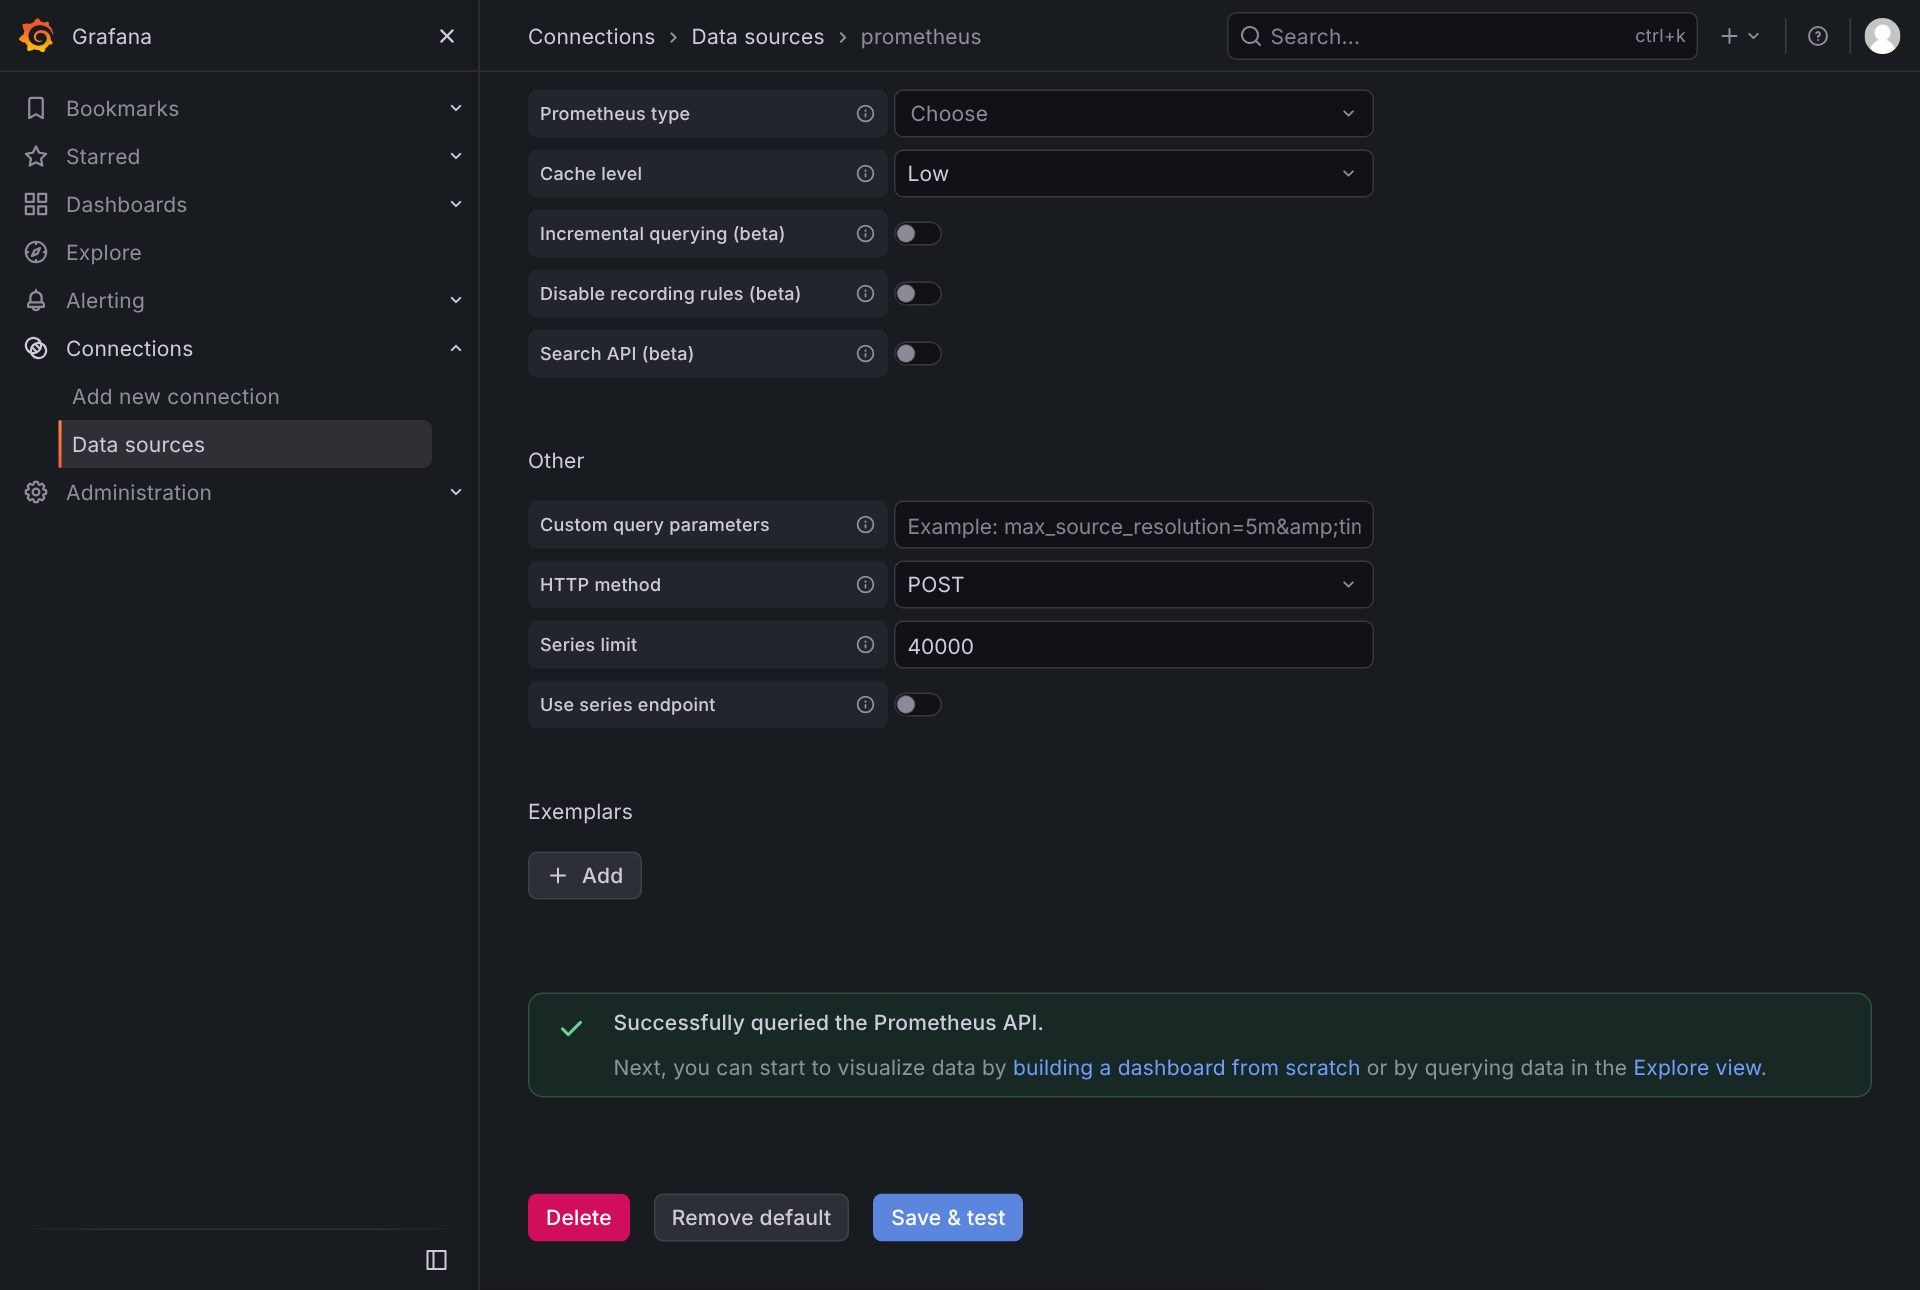 Grafana
Connections > Data sources > prometheus
Search...
ctrl+k
Bookmarks
Starred
Dashboards
Explore
Alerting
Connections
Add new connection
Data sources
Administration
Prometheus type
Choose
Cache level
Low
Incremental querying (beta)
Disable recording rules (beta)
Search API (beta)
Other
Custom query parameters
Example: max_source_resolution=5m&amp;tin
HTTP method
POST
Series limit
40000
Use series endpoint
Exemplars
Add
Successfully queried the Prometheus API.
Next, you can start to visualize data by building a dashboard from scratch or by querying data in the Explore view.
Delete
Remove default
Save & test